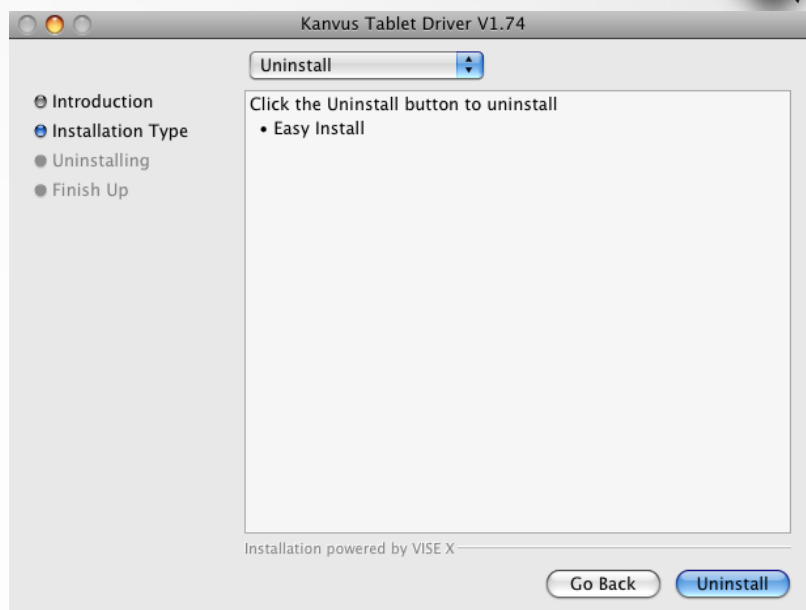 Kanvus Tablet Driver V1.74
Uninstall
Introduction
Installation Type
Uninstalling
Finish Up
Click the Uninstall button to uninstall
• Easy Install
Installation powered by VISE X
Go Back
Uninstall